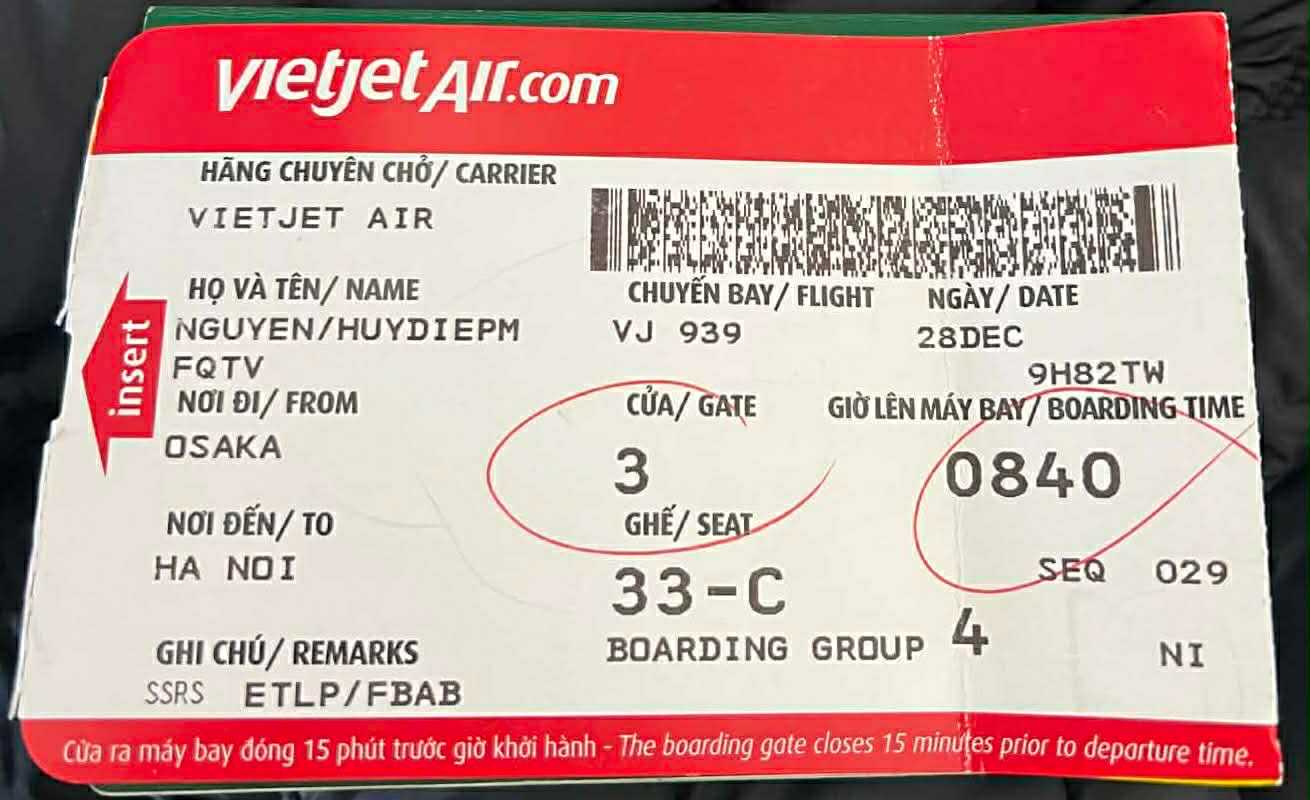 vietjetAir.com
HÃNG CHUYÊN CHỞ/ CARRIER
VIETJET AIR
HỌ VÀ TÊN/ NAME
NGUYEN/HUYDIEPM
FQTV
CHUYẾN BAY/ FLIGHT
VJ 939
NGÀY/ DATE
28DEC
9H82TW
insert
NƠI ĐI/ FROM
OSAKA
CỬA/ GATE
3
GIỜ LÊN MÁY BAY/ BOARDING TIME
0840
NƠI ĐẾN/ TO
HA NOI
GHẾ/ SEAT
33-C
SEQ 029
BOARDING GROUP 4
NI
GHI CHÚ/ REMARKS
SSRS ETLP/FBAB
Cửa ra máy bay đóng 15 phút trước giờ khởi hành - The boarding gate closes 15 minutes prior to departure time.